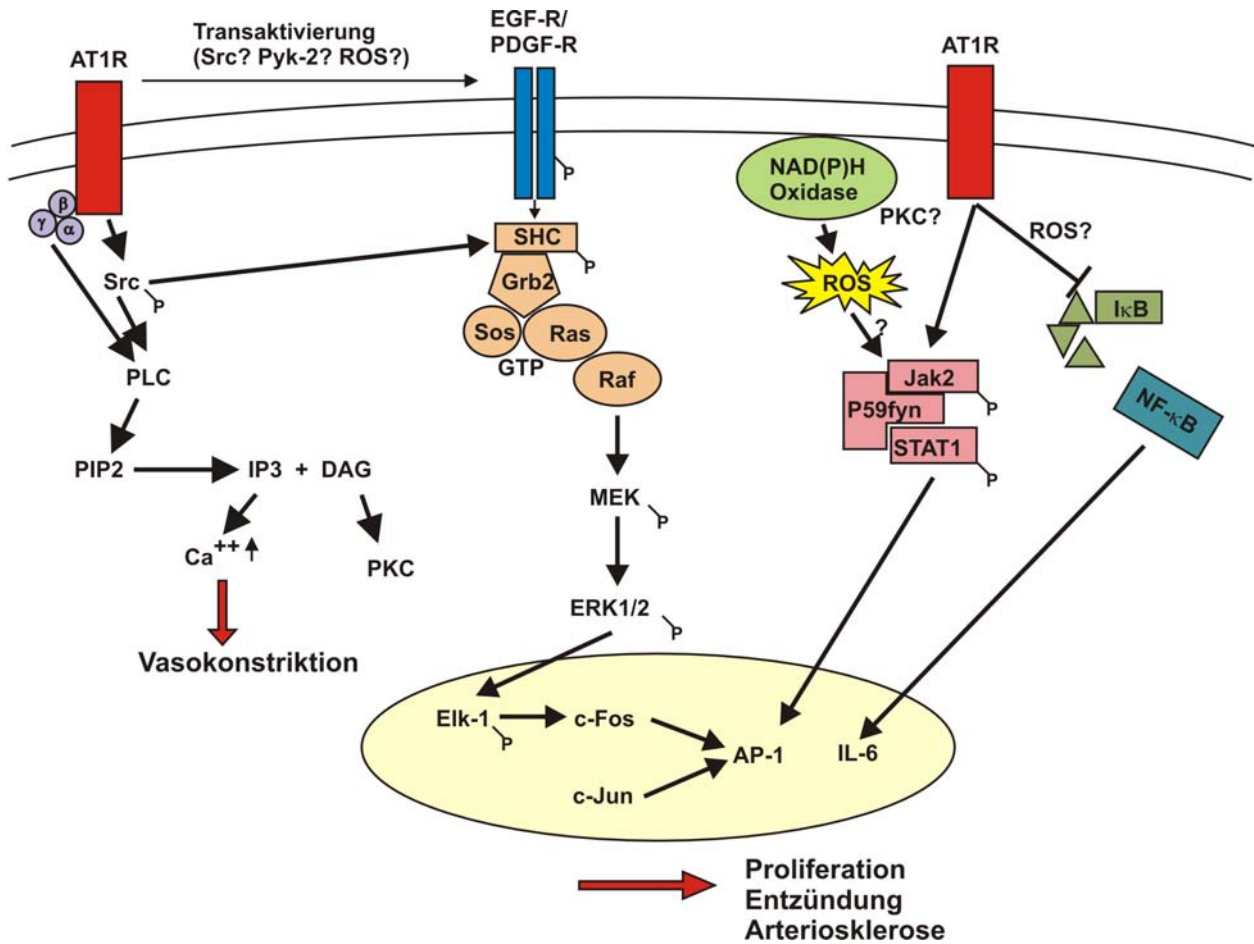 Transaktivierung
(Src? Pyk-2? ROS?)
EGF-R/
PDGF-R
AT1R
AT1R
P
NAD(P)H
Oxidase
PKC?
β
γ
α
Src
P
SHC
P
Grb2
Sos
Ras
GTP
Raf
ROS
?
ROS?
IκB
Jak2
P
P59fyn
STAT1
P
NF-κB
PLC
PIP2
IP3 + DAG
Ca++
PKC
Vasokonstriktion
MEK
P
ERK1/2
P
Elk-1
P
c-Fos
c-Jun
AP-1
IL-6
Proliferation
Entzündung
Arteriosklerose